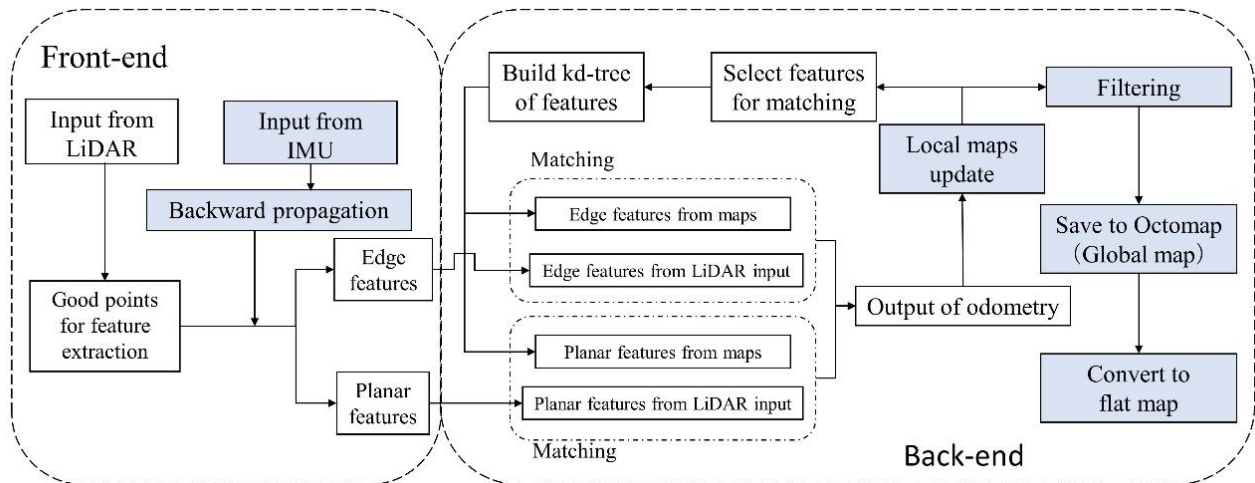 Front-end
Input from
LiDAR
Input from
IMU
Backward propagation
Good points
for feature
extraction
Edge
features
Planar
features
Build kd-tree
of features
Select features
for matching
Filtering
Local maps
update
Matching
Edge features from maps
Edge features from LiDAR input
Planar features from maps
Planar features from LiDAR input
Matching
Output of odometry
Save to Octomap
（Global map）
Convert to
flat map
Back-end